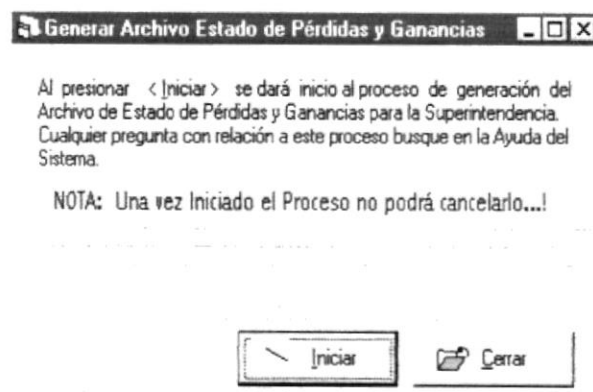 Generar Archivo Estado de Pérdidas y Ganancias
Al presionar < Iniciar > se dará inicio al proceso de generación del
Archivo de Estado de Pérdidas y Ganancias para la Superintendencia.
Cualquier pregunta con relación a este proceso busque en la Ayuda del
Sistema.
NOTA: Una vez Iniciado el Proceso no podrá cancelarlo...!
Iniciar
Cerrar